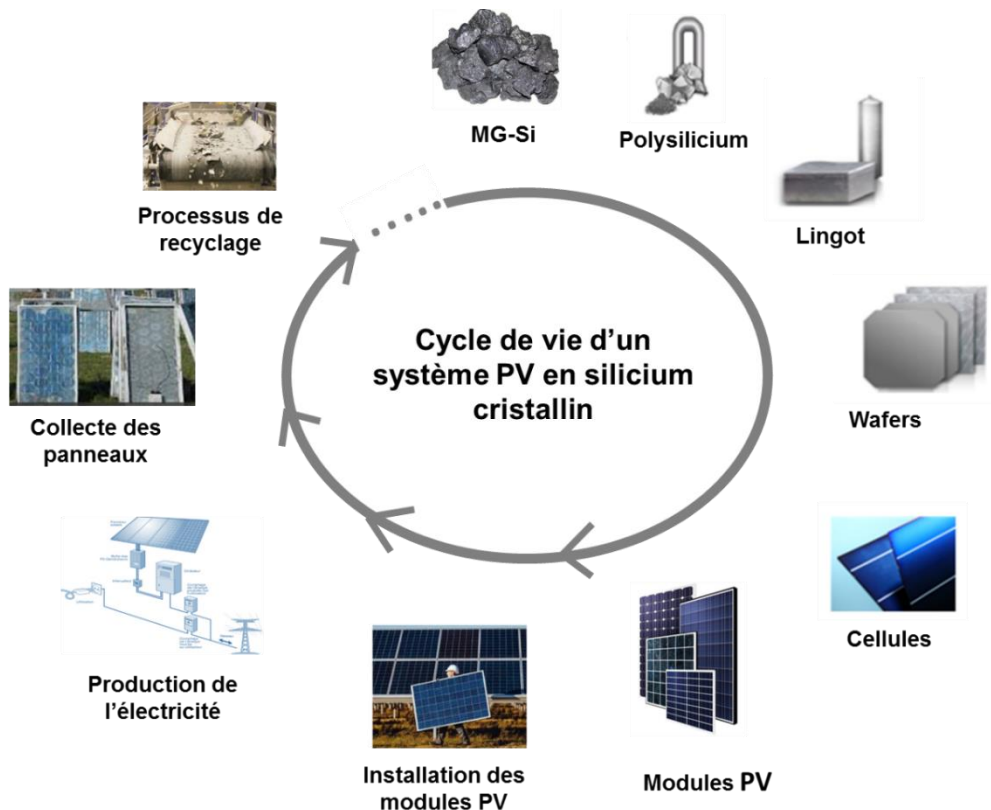 MG-Si
Polysilicium
Lingot
Wafers
Cellules
Modules PV
Installation des
modules PV
Production de
l'électricité
Collecte des
panneaux
Processus de
recyclage
Cycle de vie d'un
système PV en silicium
cristallin